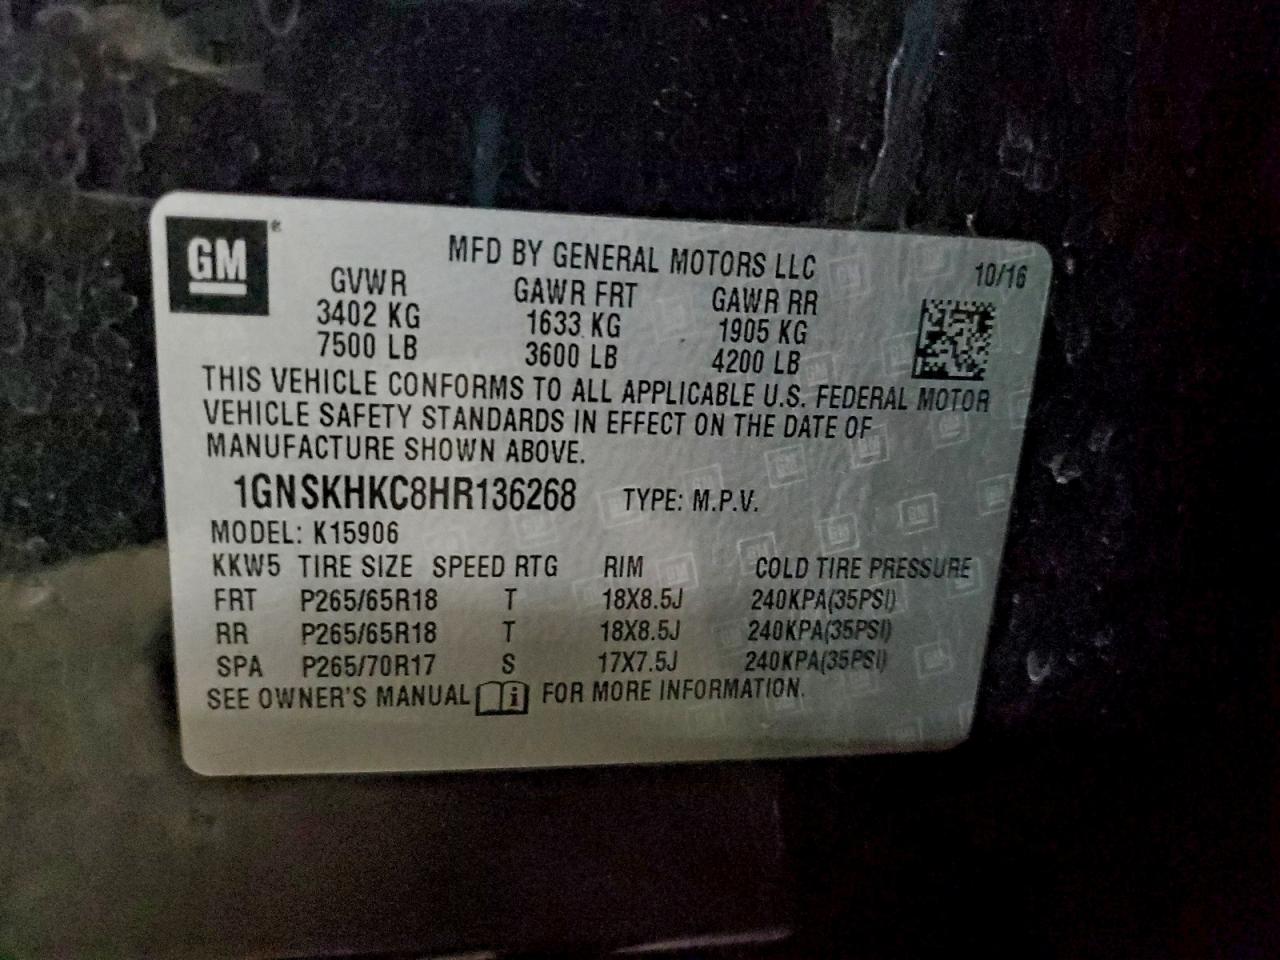 GM®
MFD BY GENERAL MOTORS LLC 10/16
GVWR GAWR FRT GAWR RR
3402 KG 1633 KG 1905 KG
7500 LB 3600 LB 4200 LB
THIS VEHICLE CONFORMS TO ALL APPLICABLE U.S. FEDERAL MOTOR
VEHICLE SAFETY STANDARDS IN EFFECT ON THE DATE OF
MANUFACTURE SHOWN ABOVE.
1GNSKHKC8HR136268 TYPE: M.P.V.
MODEL: K15906
KKW5 TIRE SIZE SPEED RTG RIM COLD TIRE PRESSURE
FRT P265/65R18 T 18X8.5J 240KPA(35PSI)
RR P265/65R18 T 18X8.5J 240KPA(35PSI)
SPA P265/70R17 S 17X7.5J 240KPA(35PSI)
SEE OWNER'S MANUAL i FOR MORE INFORMATION.